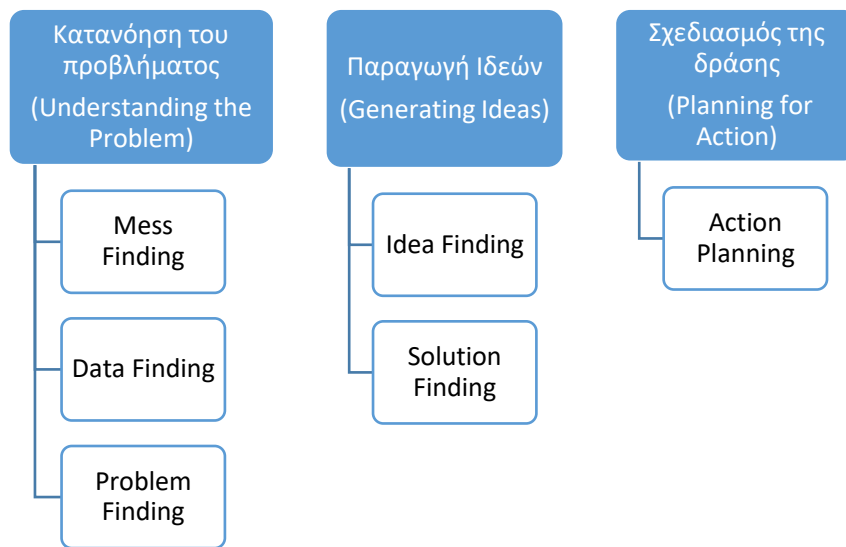 Κατανόηση του
προβλήματος
(Understanding the
Problem)
Mess
Finding
Data Finding
Problem
Finding
Παραγωγή Ιδεών
(Generating Ideas)
Idea Finding
Solution
Finding
Σχεδιασμός της
δράσης
(Planning for
Action)
Action
Planning